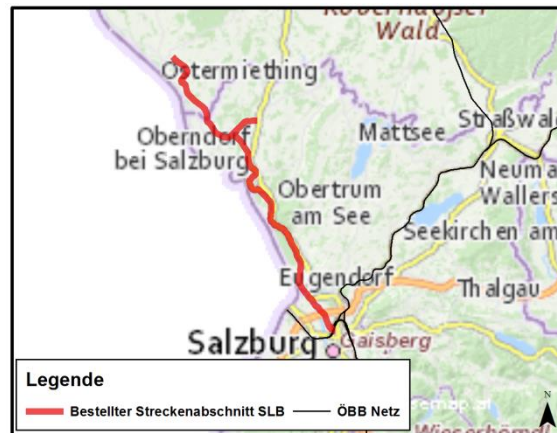 Wald
Ostermiething
Straßwal
Oberndorf
bei Salzburg
Mattsee
Neuma
Wallers
Obertrum
am See
Seekirchen am
Eugendorf
Thalgau
Salzburg
Gaisberg
Legende
Bestellter Streckenabschnitt SLB
ÖBB Netz
N